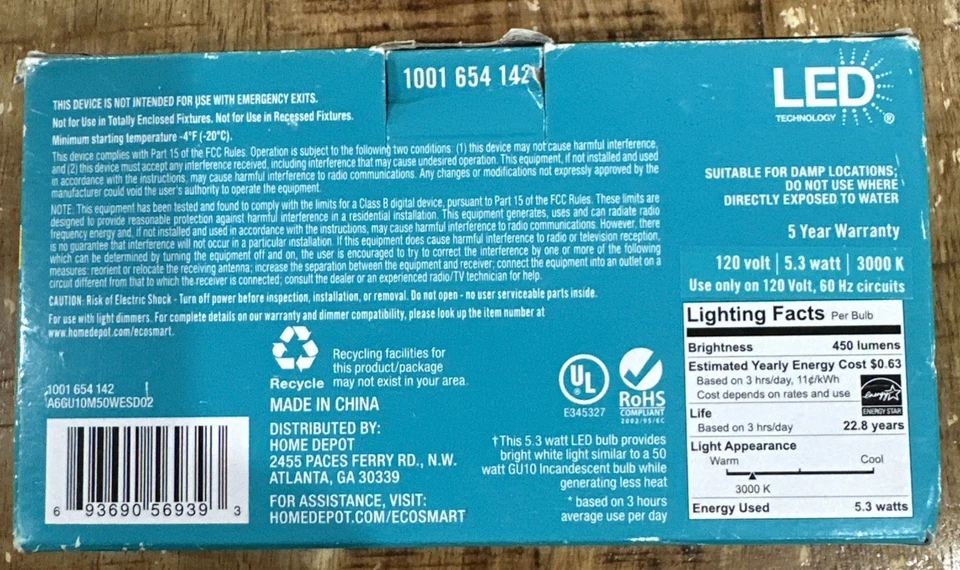 1001 654 142
LED
TECHNOLOGY ®
THIS DEVICE IS NOT INTENDED FOR USE WITH EMERGENCY EXITS.
Not for Use in Totally Enclosed Fixtures. Not for Use in Recessed Fixtures.
Minimum starting temperature -4°F (-20°C).
This device complies with Part 15 of the FCC Rules. Operation is subject to the following two conditions: (1) this device may not cause harmful interference,
and (2) this device must accept any interference received, including interference that may cause undesired operation. This equipment, if not installed and used
in accordance with the instructions, may cause harmful interference to radio communications. Any changes or modifications not expressly approved by the
manufacturer could void the user's authority to operate the equipment.
NOTE: This equipment has been tested and found to comply with the limits for a Class B digital device, pursuant to Part 15 of the FCC Rules. These limits are
designed to provide reasonable protection against harmful interference in a residential installation. This equipment generates, uses and can radiate radio
frequency energy and, if not installed and used in accordance with the instructions, may cause harmful interference to radio communications. However, there
is no guarantee that interference will not occur in a particular installation. If this equipment does cause harmful interference to radio or television reception,
which can be determined by turning the equipment off and on, the user is encouraged to try to correct the interference by one or more of the following
measures: reorient or relocate the receiving antenna; increase the separation between the equipment and receiver; connect the equipment into an outlet on a
circuit different from that to which the receiver is connected; consult the dealer or an experienced radio/TV technician for help.
CAUTION: Risk of Electric Shock - Turn off power before inspection, installation, or removal. Do not open - no user serviceable parts inside.
For use with light dimmers. For complete details on our warranty and dimmer compatibility, please look up the item number at
www.homedepot.com/ecosmart.
SUITABLE FOR DAMP LOCATIONS;
DO NOT USE WHERE
DIRECTLY EXPOSED TO WATER
5 Year Warranty
120 volt | 5.3 watt | 3000 K
Use only on 120 Volt, 60 Hz circuits
Recycle
Recycling facilities for
this product/package
may not exist in your area.
1001 654 142
A6GU10M50WESD02
6 93690 56939 3
MADE IN CHINA
DISTRIBUTED BY:
HOME DEPOT
2455 PACES FERRY RD., N.W.
ATLANTA, GA 30339
FOR ASSISTANCE, VISIT:
HOMEDEPOT.COM/ECOSMART
UL
E345327
RoHS
COMPLIANT
2002/95/EC
†This 5.3 watt LED bulb provides
bright white light similar to a 50
watt GU10 Incandescent bulb while
generating less heat
* based on 3 hours
average use per day
Lighting Facts Per Bulb
Brightness 450 lumens
Estimated Yearly Energy Cost $0.63
Based on 3 hrs/day, 11¢/kWh
Cost depends on rates and use
energy
ENERGY STAR
Life
Based on 3 hrs/day 22.8 years
Light Appearance
Warm Cool
3000 K
Energy Used 5.3 watts